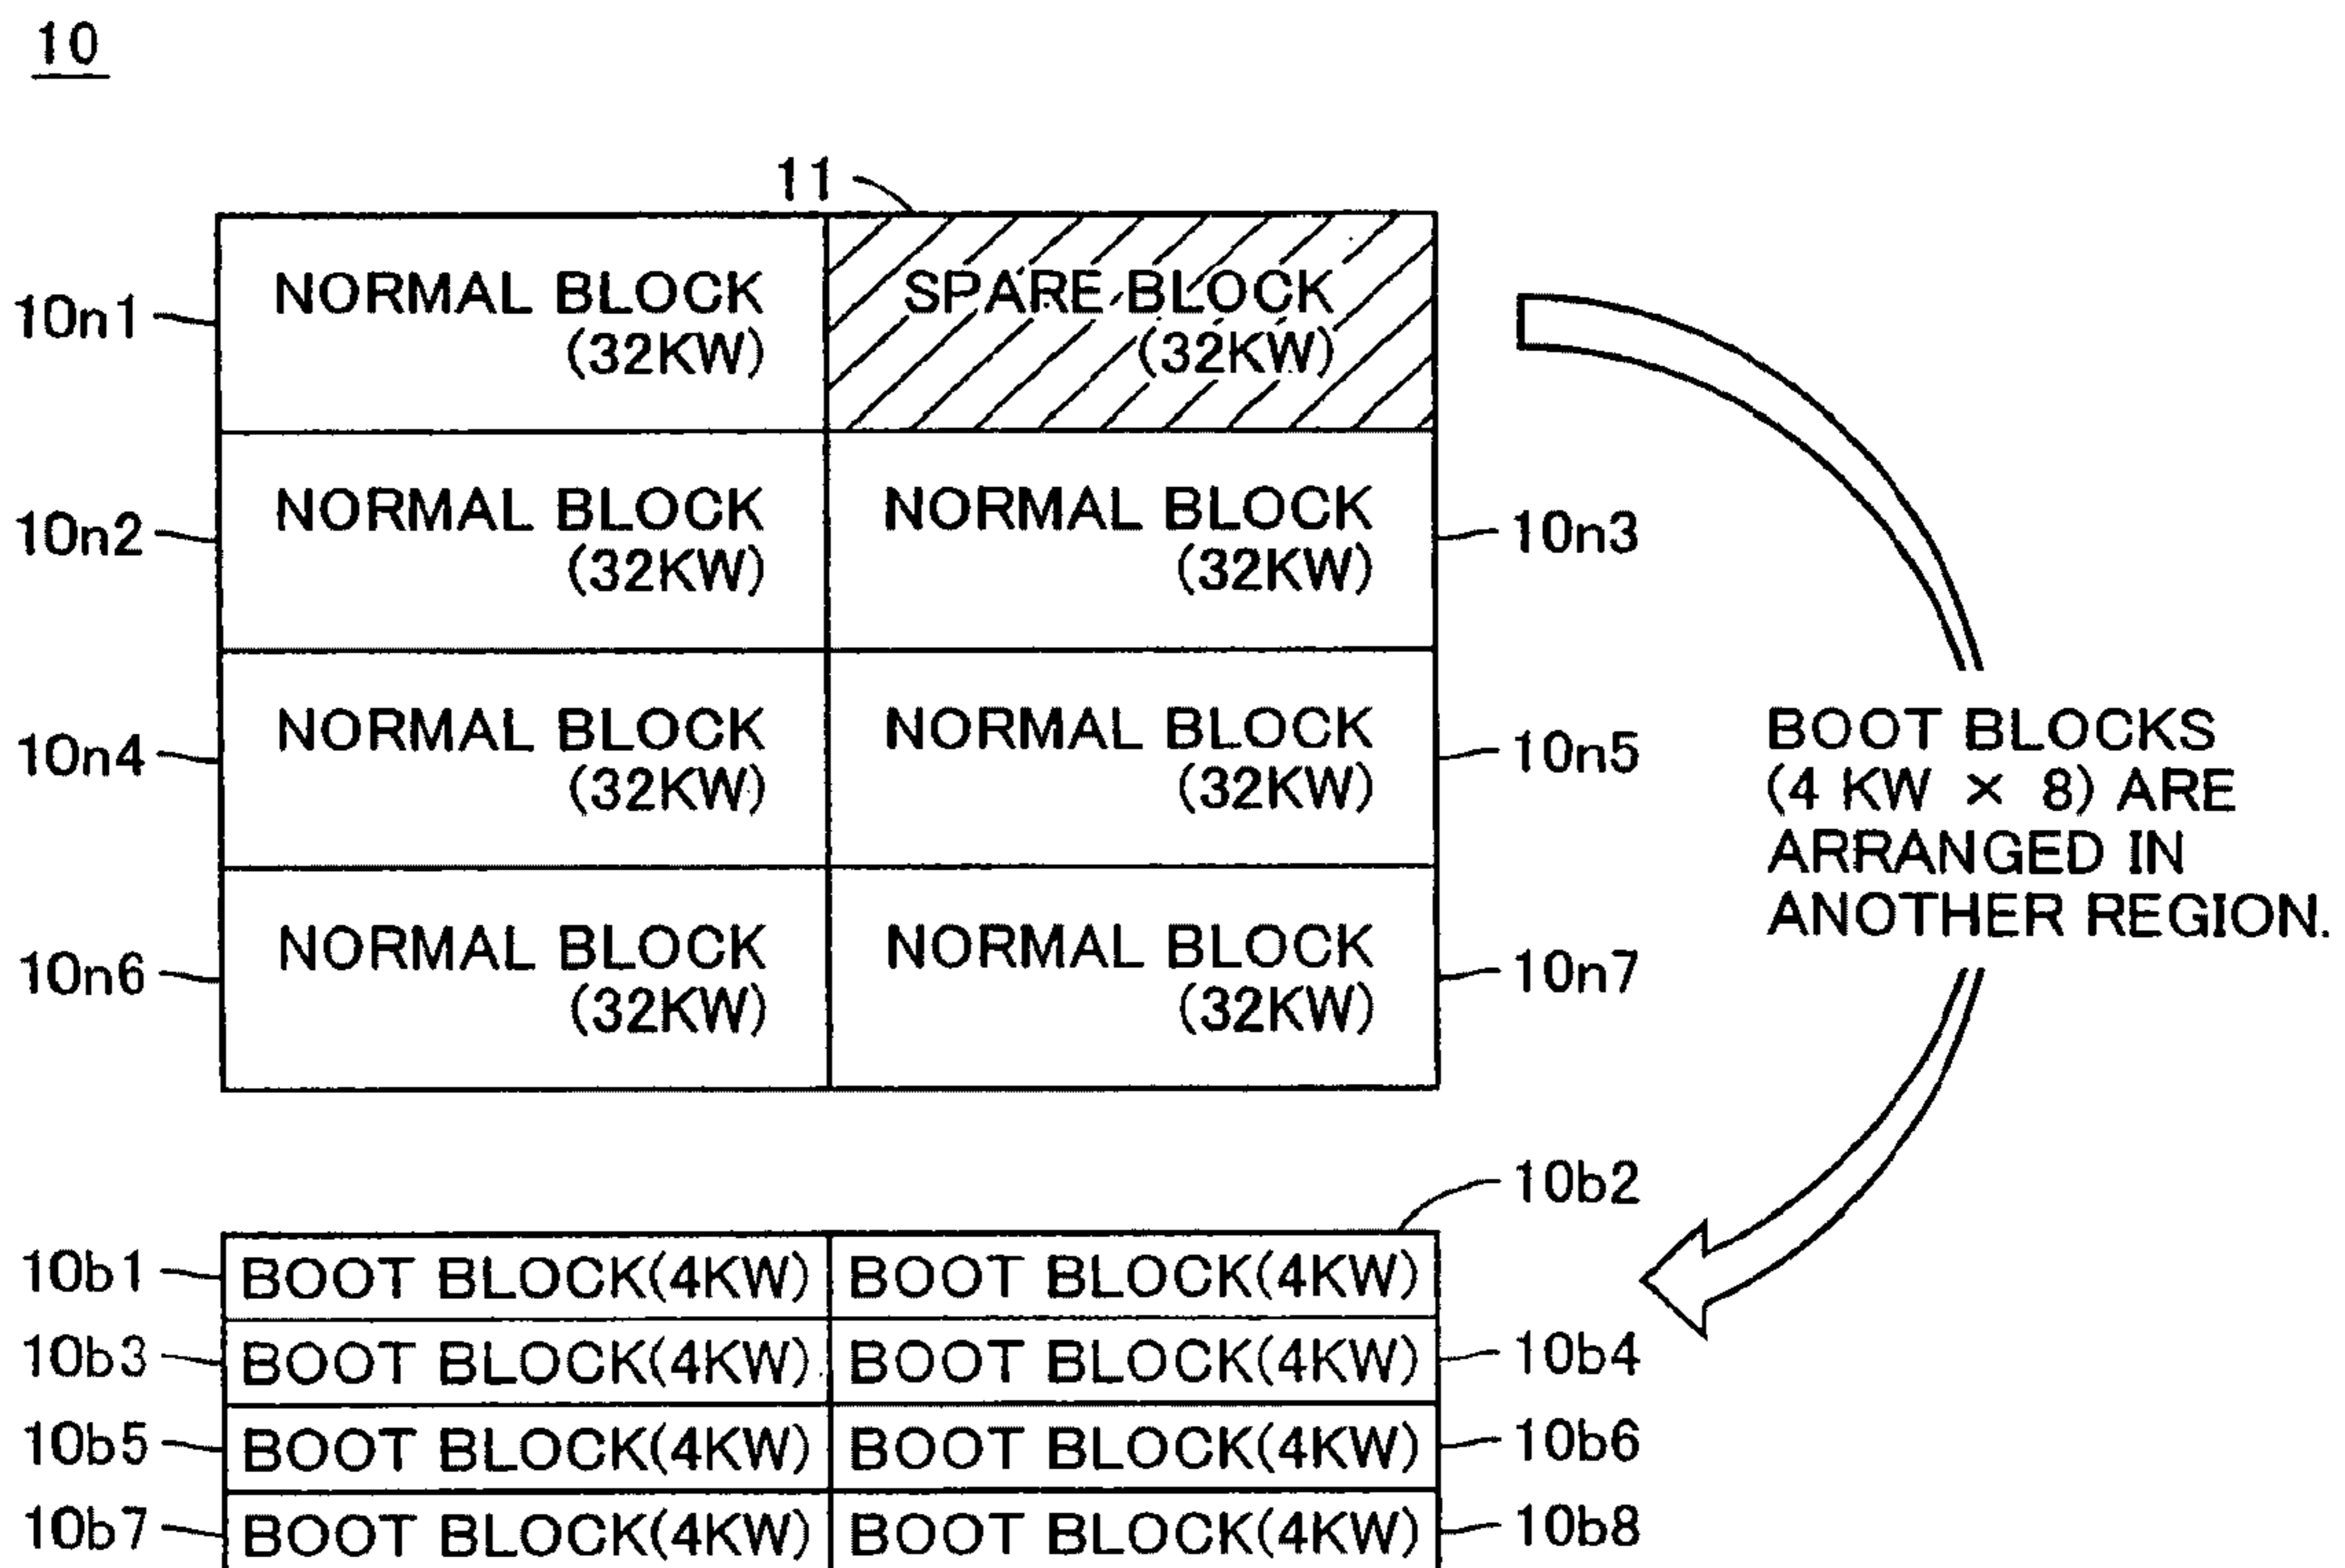 10
11
10n1
NORMAL BLOCK
(32KW)
SPARE BLOCK
(32KW)
10n2
NORMAL BLOCK
(32KW)
NORMAL BLOCK
(32KW)
10n3
10n4
NORMAL BLOCK
(32KW)
NORMAL BLOCK
(32KW)
10n5
10n6
NORMAL BLOCK
(32KW)
NORMAL BLOCK
(32KW)
10n7
BOOT BLOCKS
(4 KW × 8) ARE
ARRANGED IN
ANOTHER REGION.
10b2
10b1
BOOT BLOCK(4KW)
BOOT BLOCK(4KW)
10b3
BOOT BLOCK(4KW)
BOOT BLOCK(4KW)
10b4
10b5
BOOT BLOCK(4KW)
BOOT BLOCK(4KW)
10b6
10b7
BOOT BLOCK(4KW)
BOOT BLOCK(4KW)
10b8